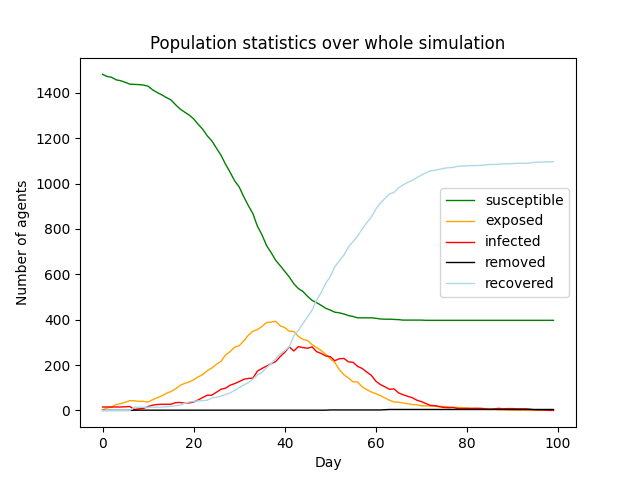 Population statistics over whole simulation
1400
1200
1000
800
600
400
200
0
Number of agents
susceptible
exposed
infected
removed
recovered
0 20 40 60 80 100
Day